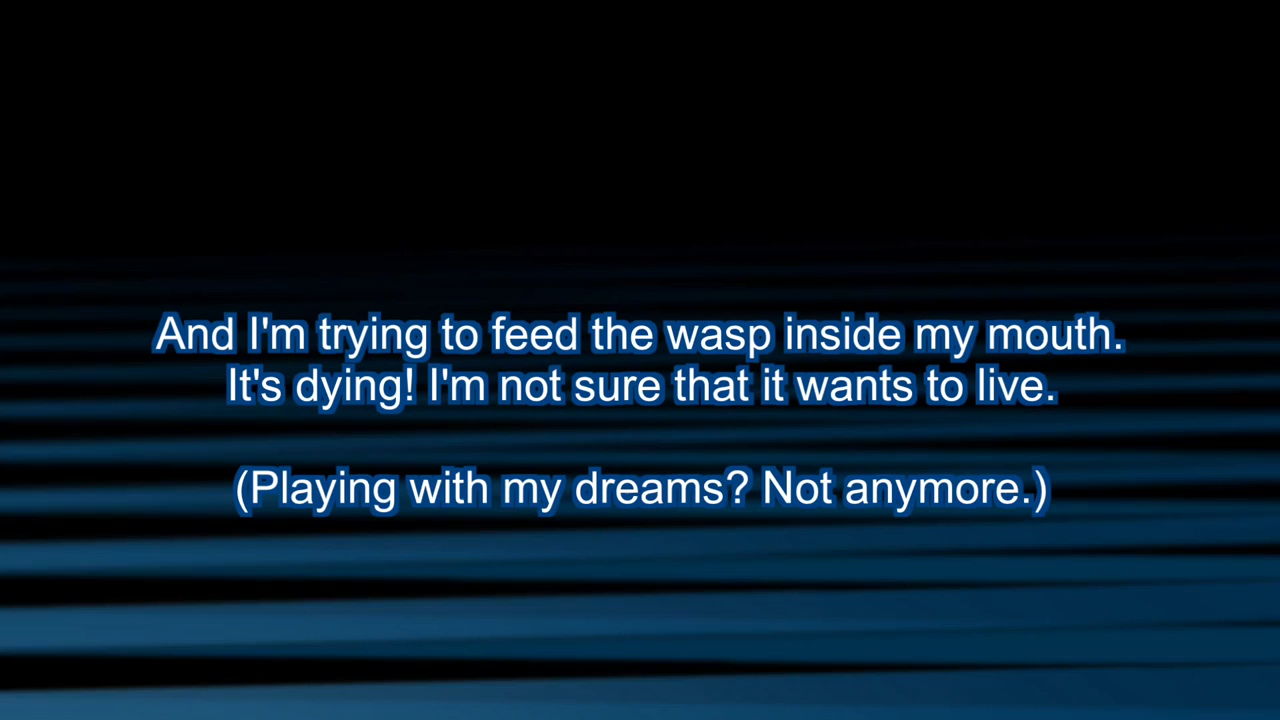 And I'm trying to feed the wasp inside my mouth.
It's dying! I'm not sure that it wants to live.
(Playing with my dreams? Not anymore.)